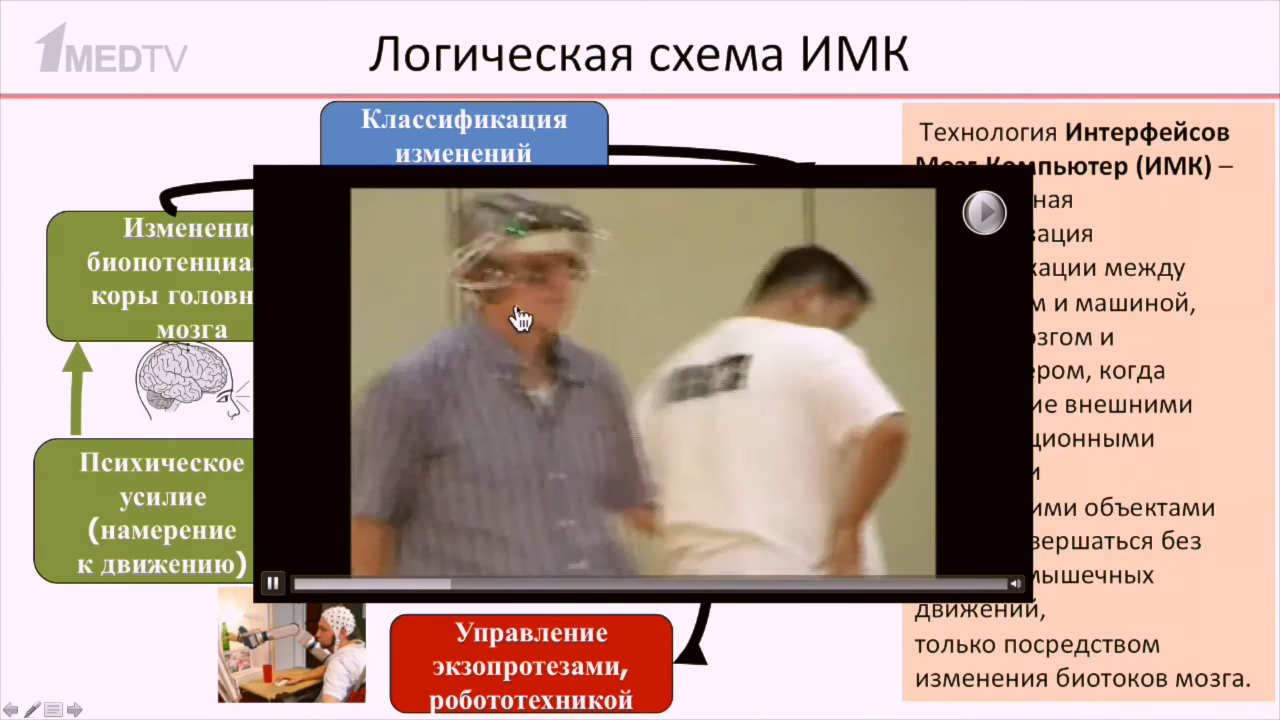 1MEDTV
Логическая схема ИМК
Классификация
изменений
Изменение
биопотенциа
коры головн
мозга
Психическое
усилие
(намерение
к движению)
Управление
экзопротезами,
робототехникой
Технология Интерфейсов
Мозг-Компьютер (ИМК) –
ная
зация
кации между
м и машиной,
озгом и
ером, когда
ие внешними
ционными
и
ими объектами
вершаться без
мышечных
движений,
только посредством
изменения биотоков мозга.